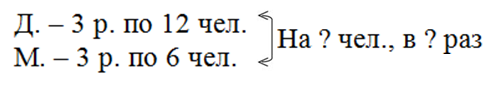 Д. – 3 р. по 12 чел.
М. – 3 р. по 6 чел.
На ? чел., в ? раз